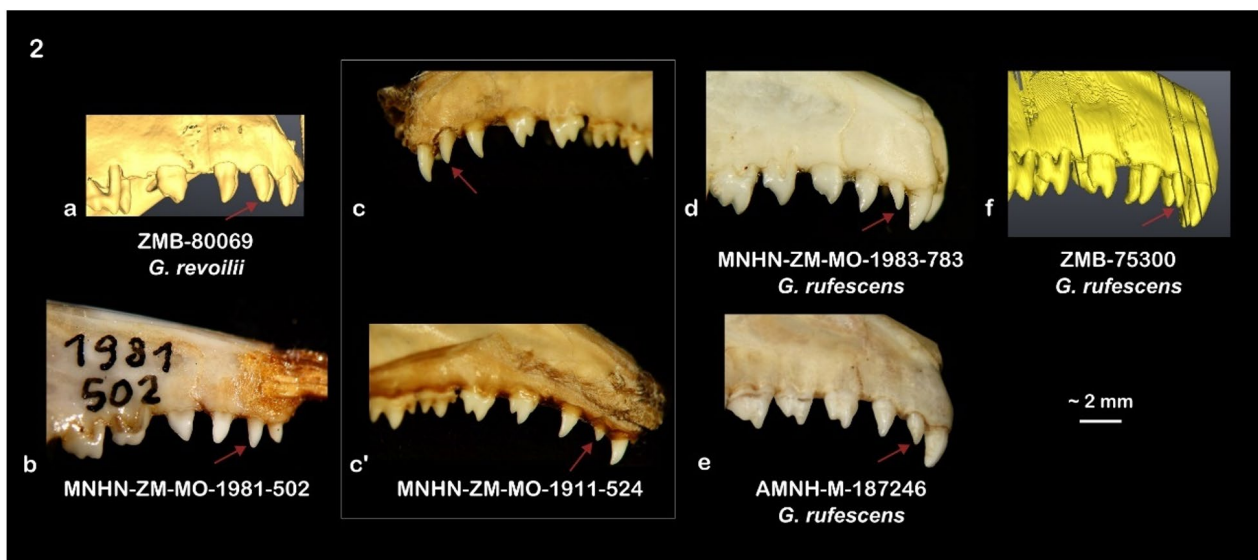 2
a
ZMB-80069
G. revoilii
1981
502
b
MNHN-ZM-MO-1981-502
c
c'
MNHN-ZM-MO-1911-524
d
MNHN-ZM-MO-1983-783
G. rufescens
e
AMNH-M-187246
G. rufescens
f
ZMB-75300
G. rufescens
~ 2 mm